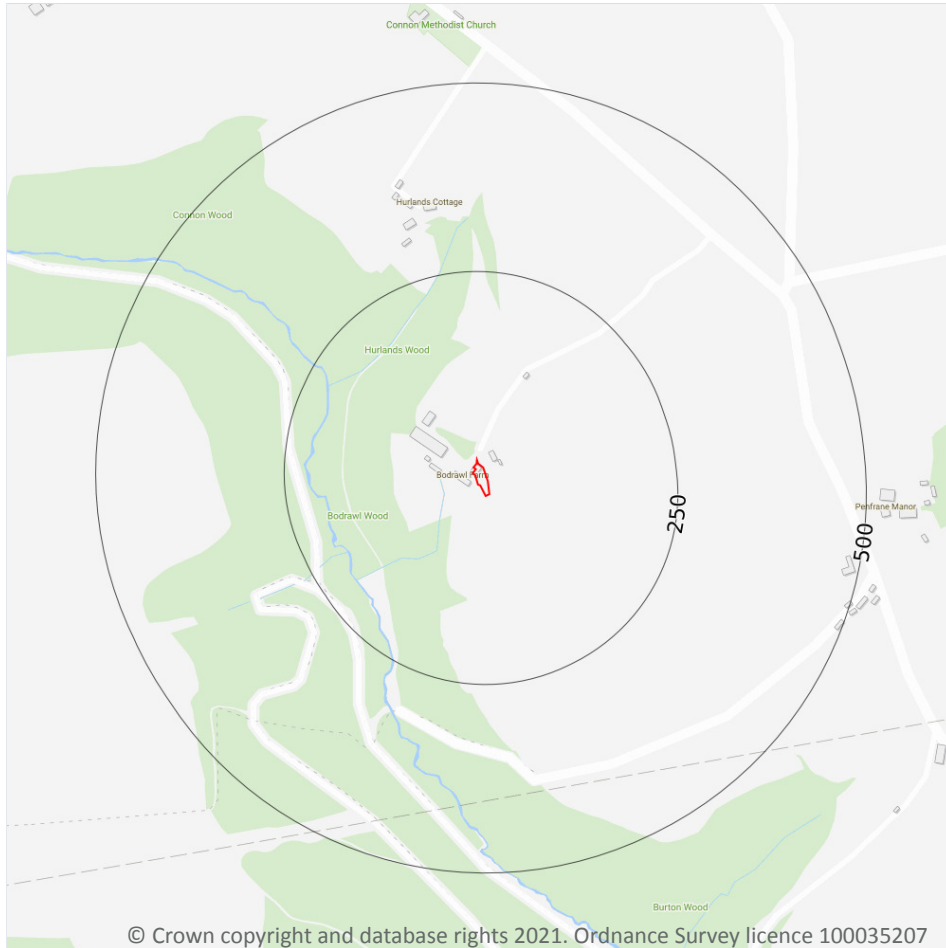 Connon Methodist Church
Hurlands Cottage
Connon Wood
Hurlands Wood
Bodrawl Farm
250
Penfrane Manor
Bodrawl Wood
500
Burton Wood
© Crown copyright and database rights 2021. Ordnance Survey licence 100035207